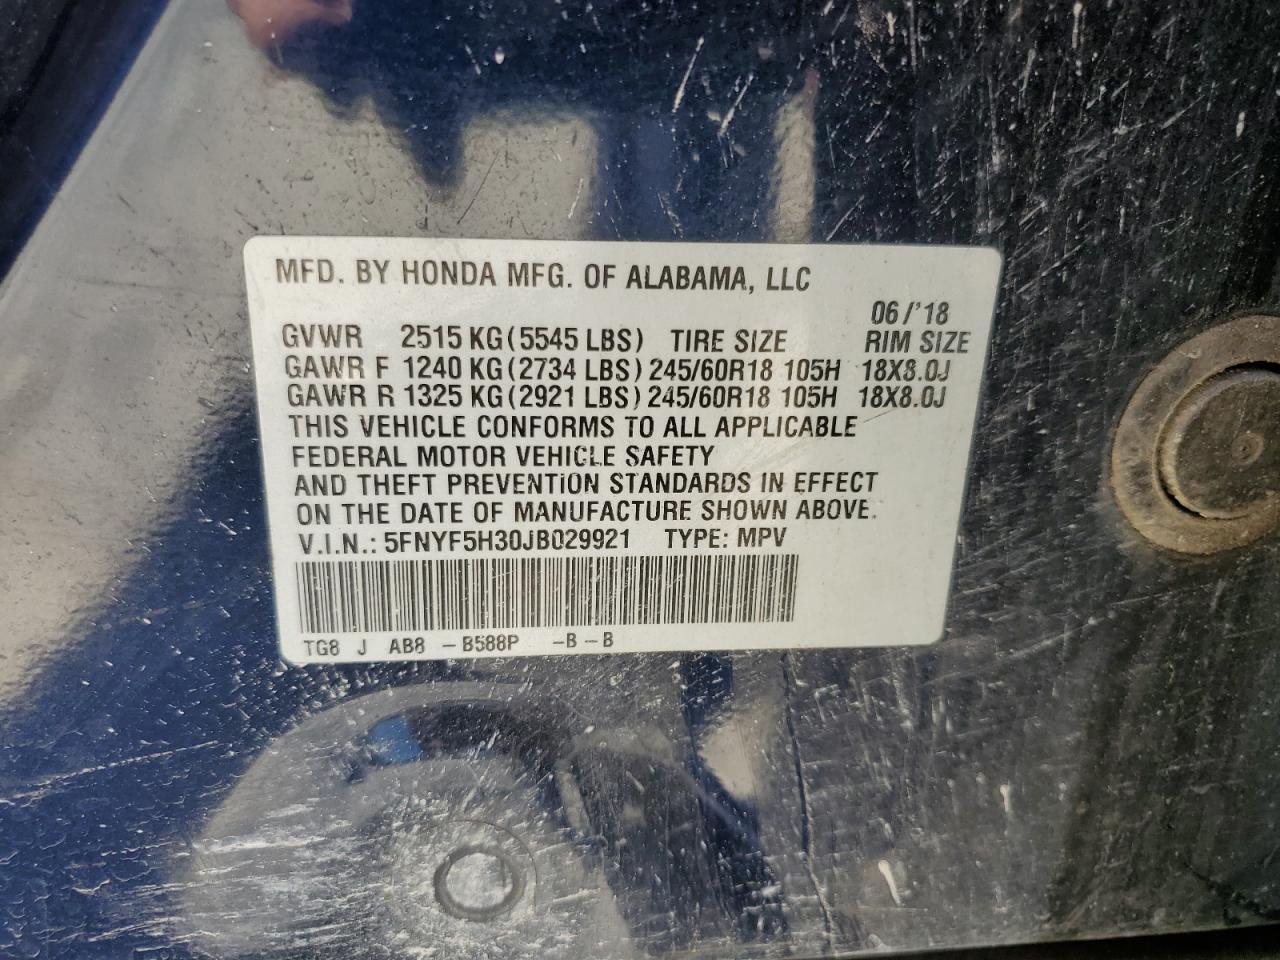 MFD. BY HONDA MFG. OF ALABAMA, LLC
06/'18
GVWR 2515 KG (5545 LBS) TIRE SIZE RIM SIZE
GAWR F 1240 KG (2734 LBS) 245/60R18 105H 18X8.0J
GAWR R 1325 KG (2921 LBS) 245/60R18 105H 18X8.0J
THIS VEHICLE CONFORMS TO ALL APPLICABLE
FEDERAL MOTOR VEHICLE SAFETY
AND THEFT PREVENTION STANDARDS IN EFFECT
ON THE DATE OF MANUFACTURE SHOWN ABOVE.
V.I.N.: 5FNYF5H30JB029921 TYPE: MPV
TG8 J AB8 -B588P -B-B